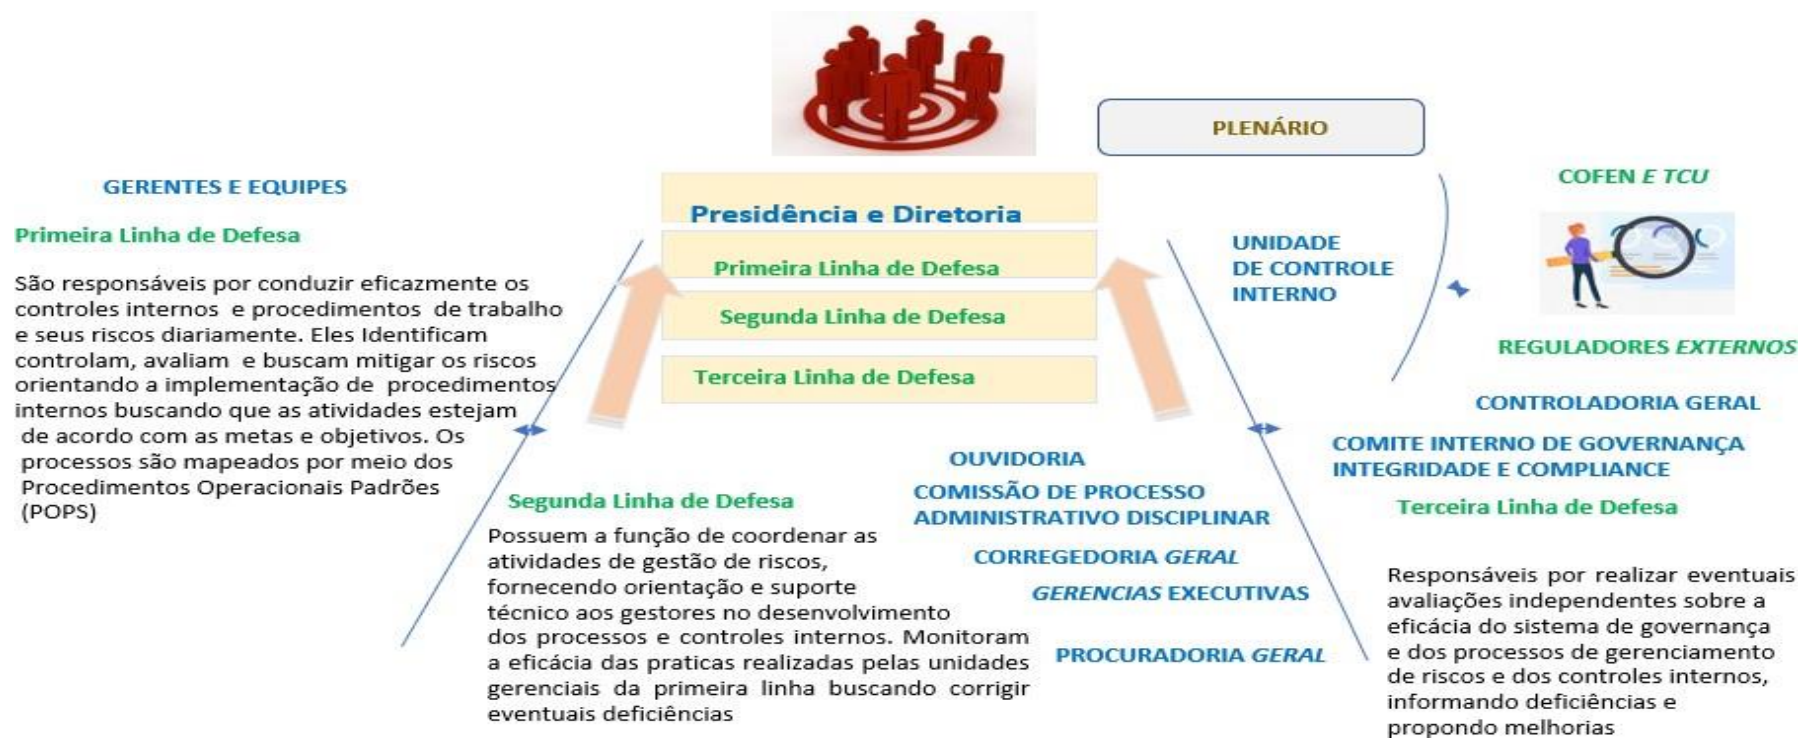 PLENÁRIO
GERENTES E EQUIPES
Primeira Linha de Defesa
São responsáveis por conduzir eficazmente os
controles internos e procedimentos de trabalho
e seus riscos diariamente. Eles Identificam
controlam, avaliam e buscam mitigar os riscos
orientando a implementação de procedimentos
internos buscando que as atividades estejam
de acordo com as metas e objetivos. Os
processos são mapeados por meio dos
Procedimentos Operacionais Padrões
(POPS)
Presidência e Diretoria
Primeira Linha de Defesa
Segunda Linha de Defesa
Terceira Linha de Defesa
Segunda Linha de Defesa
Possuem a função de coordenar as
atividades de gestão de riscos,
fornecendo orientação e suporte
técnico aos gestores no desenvolvimento
dos processos e controles internos. Monitoram
a eficácia das praticas realizadas pelas unidades
gerenciais da primeira linha buscando corrigir
eventuais deficiências
OUVIDORIA
COMISSÃO DE PROCESSO
ADMINISTRATIVO DISCIPLINAR
CORREGEDORIA GERAL
GERENCIAS EXECUTIVAS
PROCURADORIA GERAL
UNIDADE
DE CONTROLE
INTERNO
COFEN E TCU
REGULADORES EXTERNOS
CONTROLADORIA GERAL
COMITE INTERNO DE GOVERNANÇA
INTEGRIDADE E COMPLIANCE
Terceira Linha de Defesa
Responsáveis por realizar eventuais
avaliações independentes sobre a
eficácia do sistema de governança
e dos processos de gerenciamento
de riscos e dos controles internos,
informando deficiências e
propondo melhorias